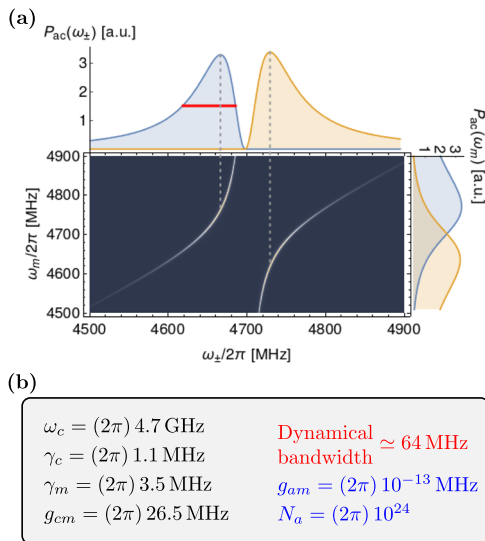 (a)
P_ac(ω_±) [a.u.]
3
2
1
P_ac(ω_m) [a.u.]
1 2 3
4900
4800
4700
4600
4500
ω_m/2π [MHz]
4500 4600 4700 4800 4900
ω_±/2π [MHz]
(b)
ω_c = (2π) 4.7 GHz
γ_c = (2π) 1.1 MHz
γ_m = (2π) 3.5 MHz
g_cm = (2π) 26.5 MHz
Dynamical
bandwidth ≃ 64 MHz
g_am = (2π) 10^−13 MHz
N_a = (2π) 10^24